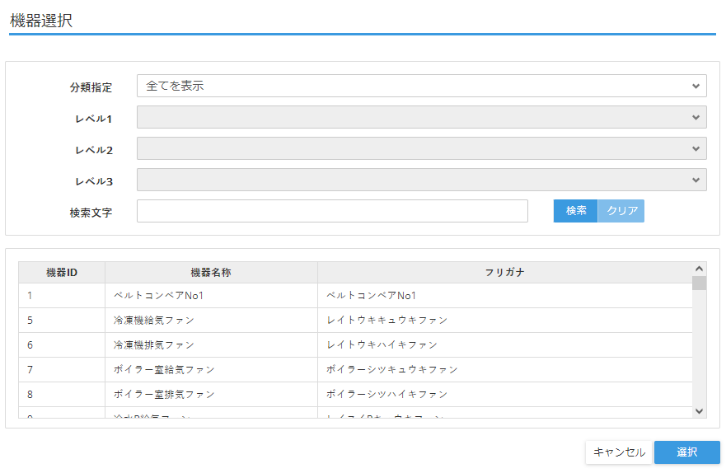 機器選択
分類指定 全てを表示
レベル1
レベル2
レベル3
検索文字 検索 クリア
機器ID 機器名称 フリガナ
1 ベルトコンベアNo1 ベルトコンベアNo1
5 冷凍機給気ファン レイトウキキュウキファン
6 冷凍機排気ファン レイトウキハイキファン
7 ボイラー室給気ファン ボイラーシツキュウキファン
8 ボイラー室排気ファン ボイラーシツハイキファン
キャンセル 選択